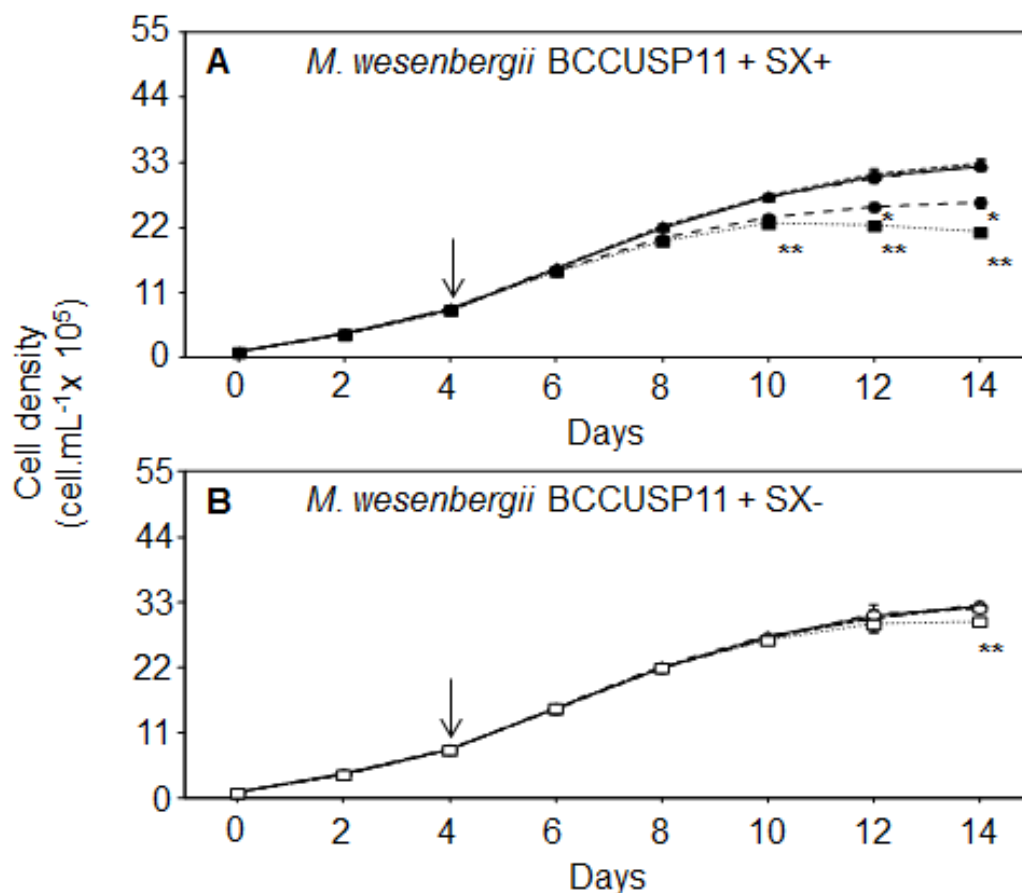 55
A M. wesenbergii BCCUSP11 + SX+
44
33
22
11
0
* *
** ** **
0 2 4 6 8 10 12 14
Days
Cell density
(cell.mL⁻¹x 10⁵)
55
B M. wesenbergii BCCUSP11 + SX-
44
33
22
11
0
**
0 2 4 6 8 10 12 14
Days